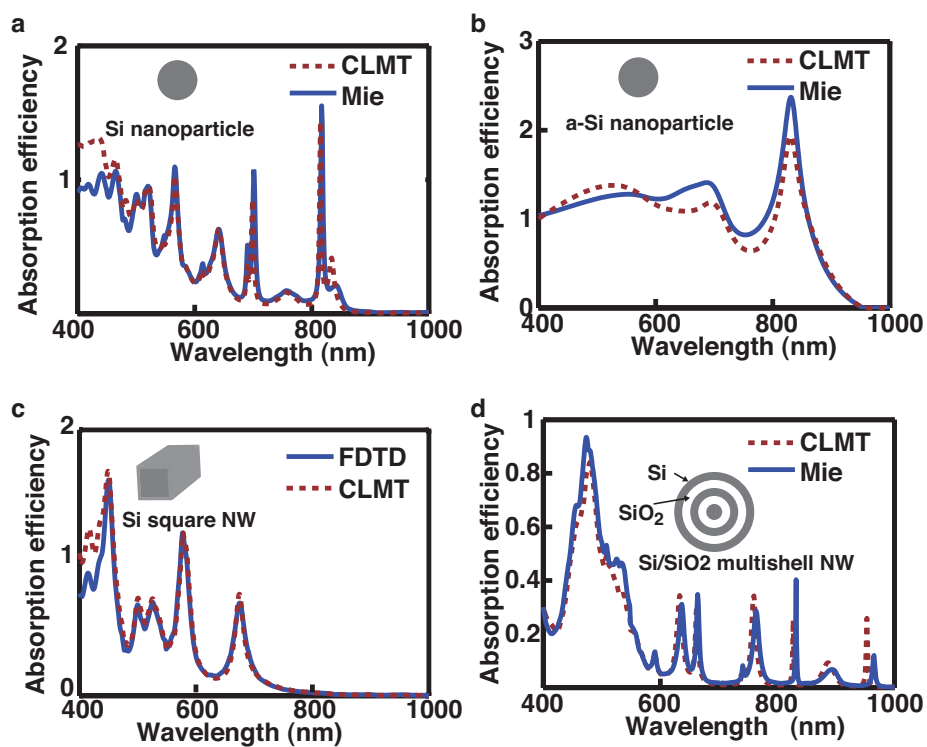 a
2
CLMT
Mie
Si nanoparticle
1
Absorption efficiency
400
600
800
1000
Wavelength (nm)
b
3
CLMT
Mie
a-Si nanoparticle
2
1
0
Absorption efficiency
400
600
800
1000
Wavelength (nm)
c
2
FDTD
CLMT
Si square NW
1
0
Absorption efficiency
400
600
800
1000
Wavelength (nm)
d
1
CLMT
Mie
Si
SiO2
Si/SiO2 multishell NW
0.8
0.6
0.4
0.2
Absorption efficiency
400
600
800
1000
Wavelength (nm)